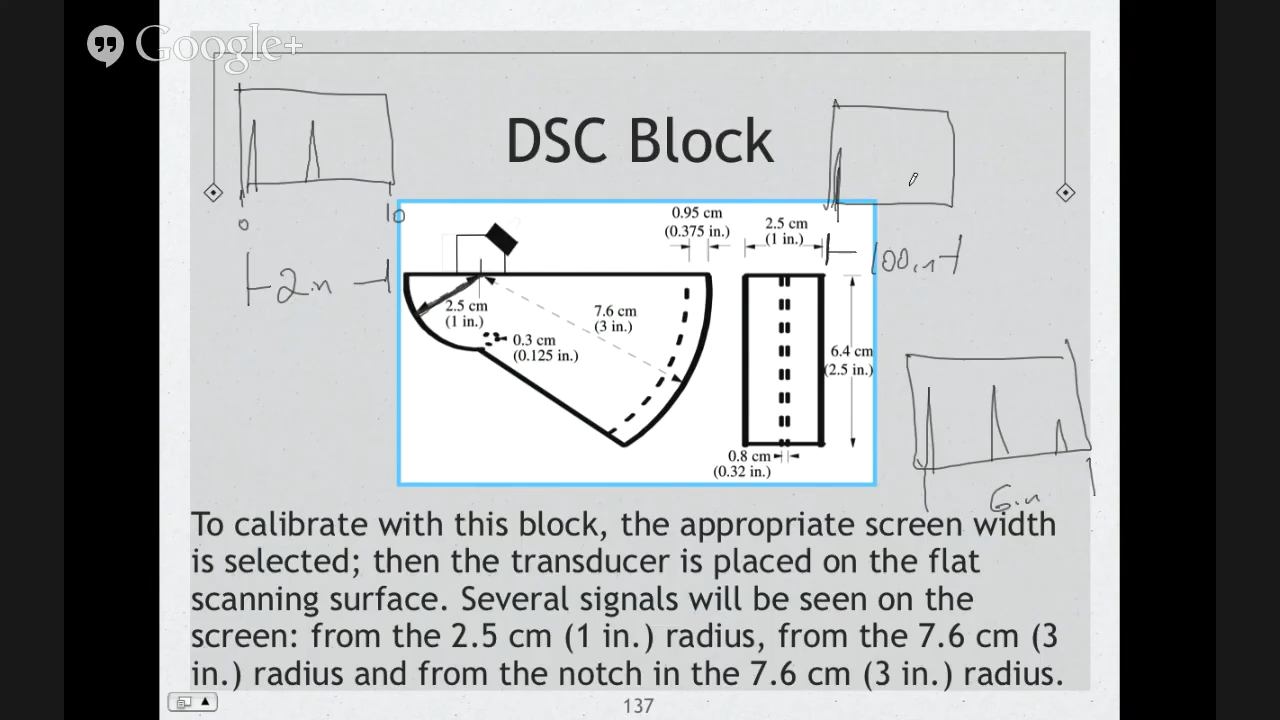 Google+
DSC Block
0
10
2in
100in
0.95 cm
(0.375 in.)
2.5 cm
(1 in.)
2.5 cm
(1 in.)
7.6 cm
(3 in.)
0.3 cm
(0.125 in.)
6.4 cm
(2.5 in.)
0.8 cm
(0.32 in.)
6in
To calibrate with this block, the appropriate screen width
is selected; then the transducer is placed on the flat
scanning surface. Several signals will be seen on the
screen: from the 2.5 cm (1 in.) radius, from the 7.6 cm (3
in.) radius and from the notch in the 7.6 cm (3 in.) radius.
137